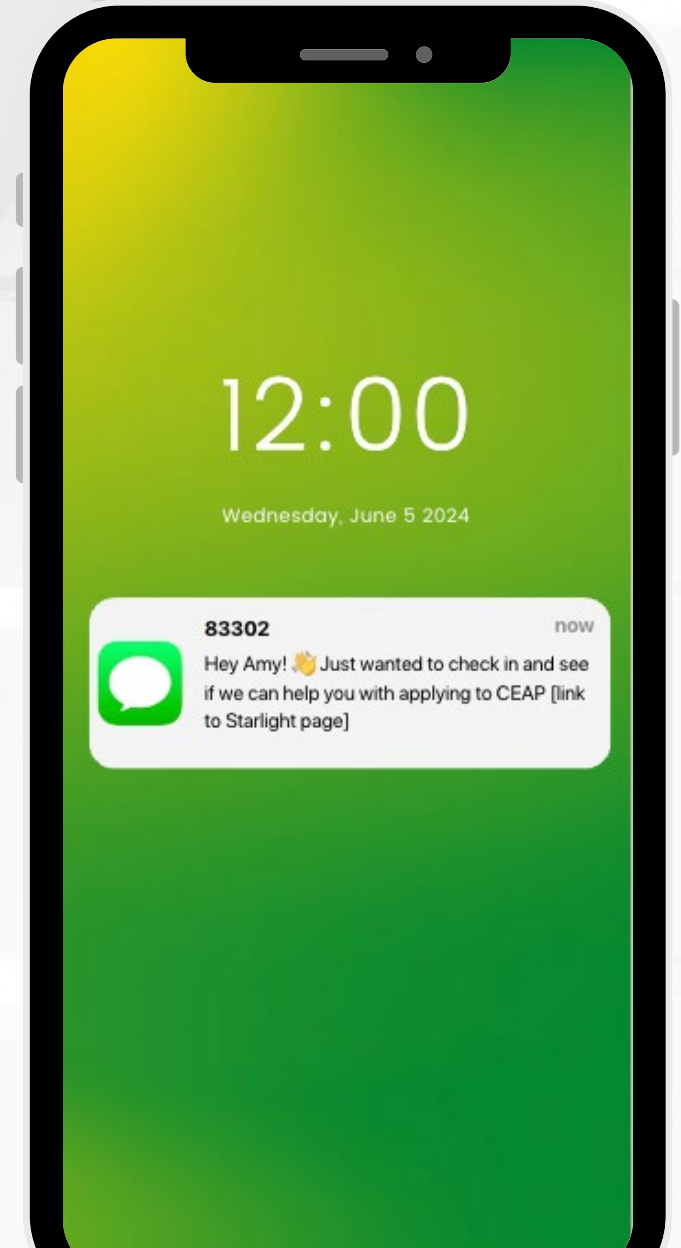 12:00
Wednesday, June 5 2024
83302
now
Hey Amy! 👋 Just wanted to check in and see
if we can help you with applying to CEAP [link
to Starlight page]